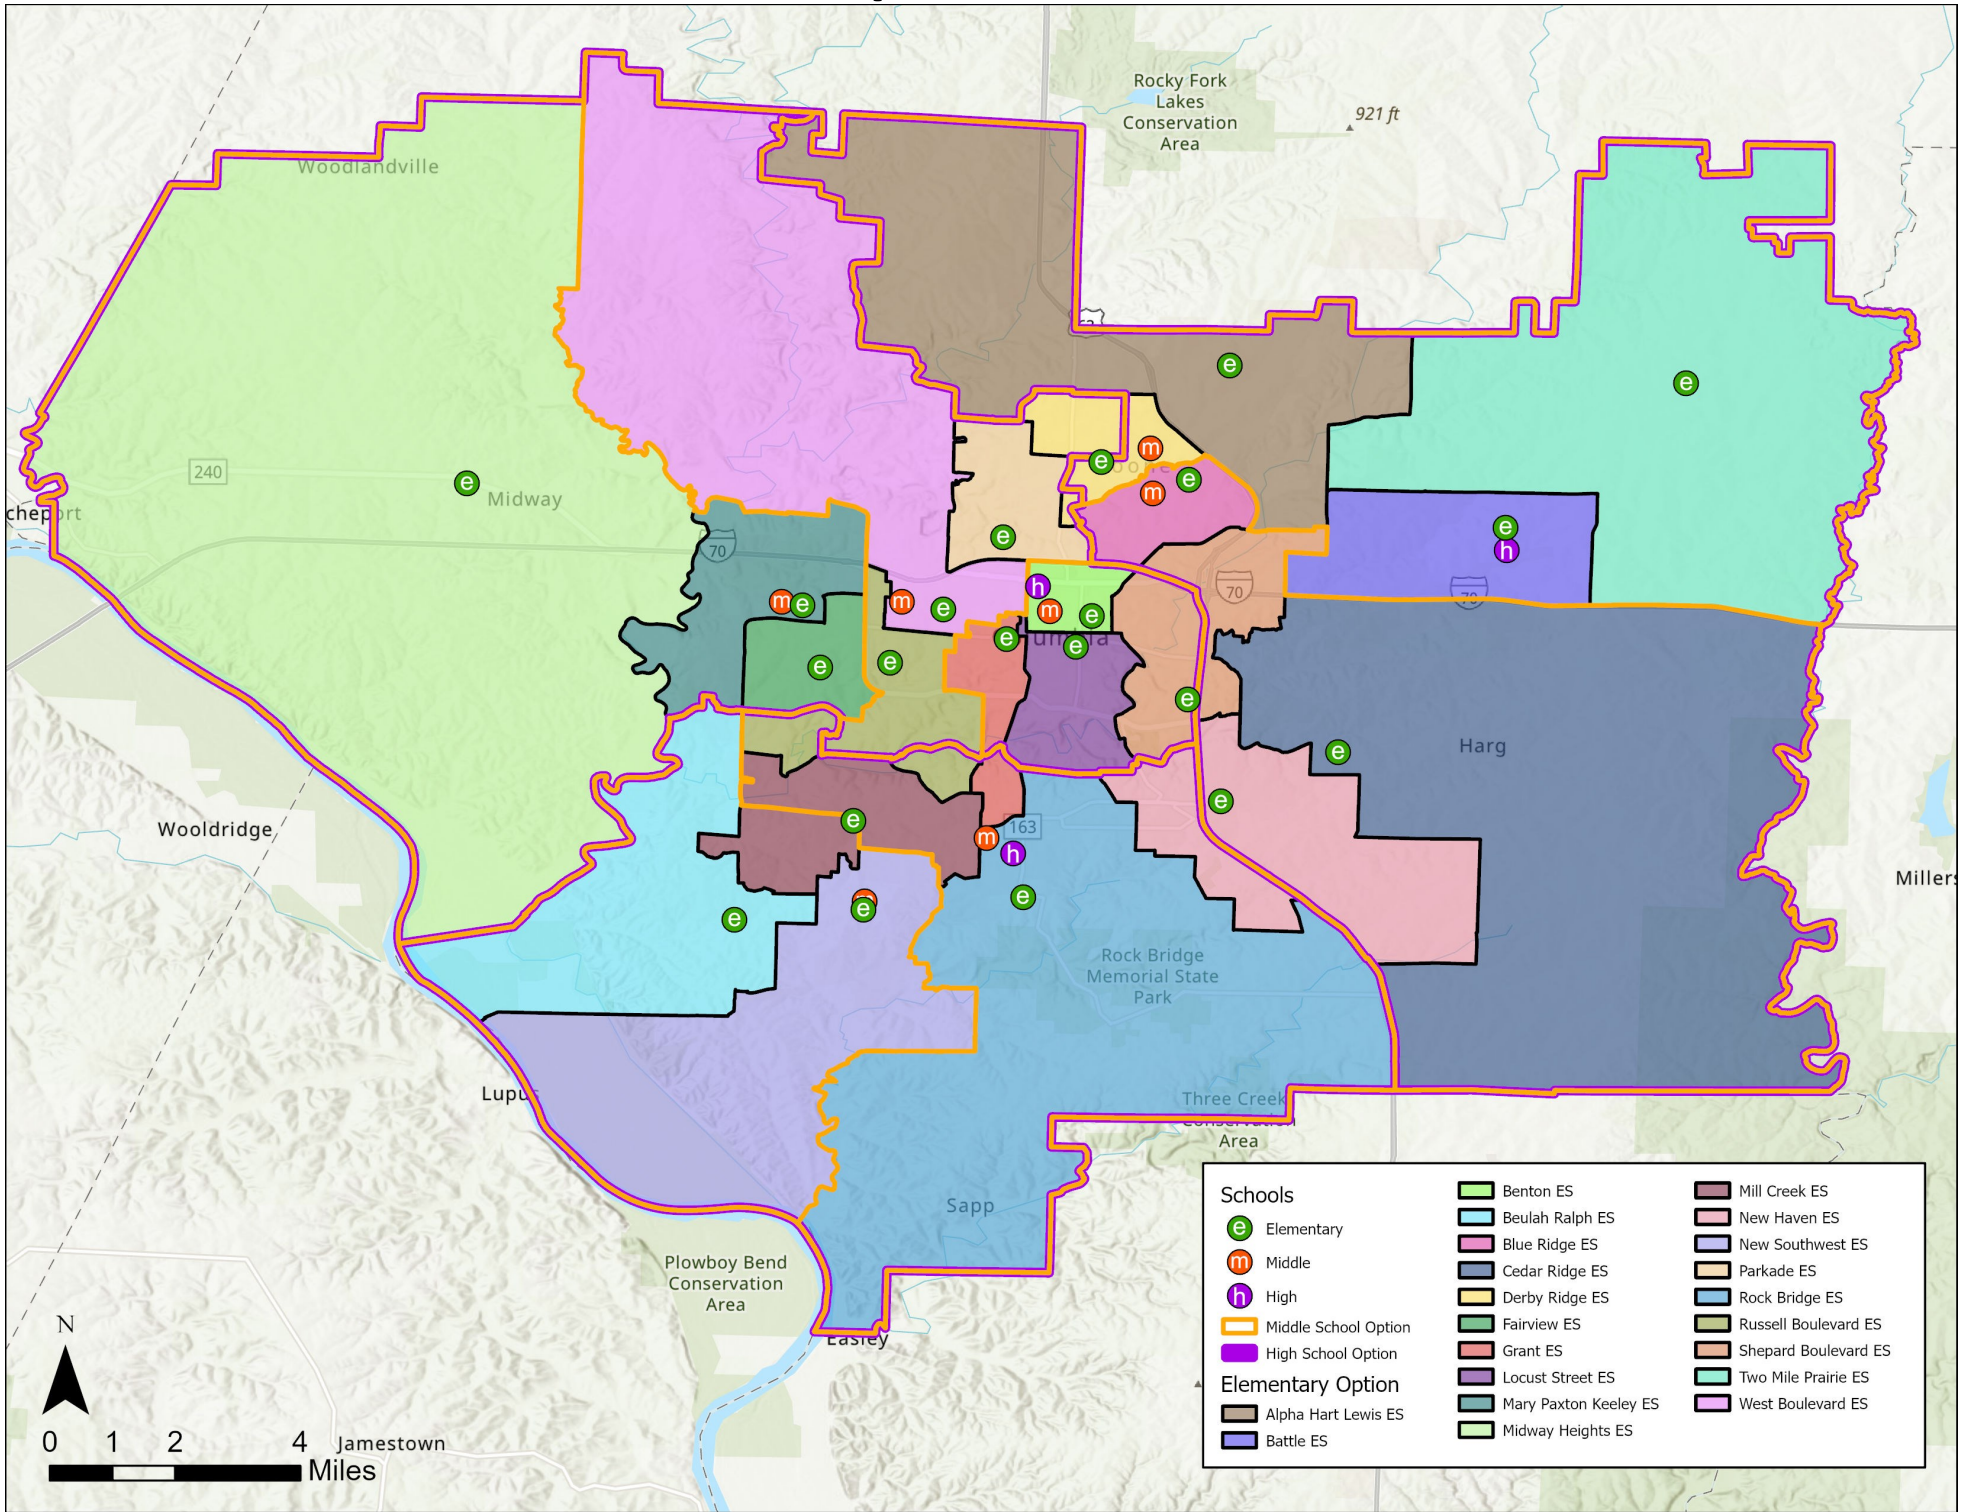 Rocky Fork
Lakes
Conservation
Area
921 ft
Woodlandville
240
Midway
cheport
70
70
70
Harg
Wooldridge
163
Millers
Rock Bridge
Memorial State
Park
Lupus
Three Creek
Conservation
Area
Sapp
Plowboy Bend
Conservation
Area
Easley
Jamestown
N
0 1 2 4
Miles
e
e
e
m
e
e
m
e
e
h
h
m
e
m
e
m
e
e
e
e
e
e
e
e
e
m
h
e
e
e
Schools
e Elementary
m Middle
h High
Middle School Option
High School Option
Elementary Option
Alpha Hart Lewis ES
Battle ES
Benton ES
Beulah Ralph ES
Blue Ridge ES
Cedar Ridge ES
Derby Ridge ES
Fairview ES
Grant ES
Locust Street ES
Mary Paxton Keeley ES
Midway Heights ES
Mill Creek ES
New Haven ES
New Southwest ES
Parkade ES
Rock Bridge ES
Russell Boulevard ES
Shepard Boulevard ES
Two Mile Prairie ES
West Boulevard ES